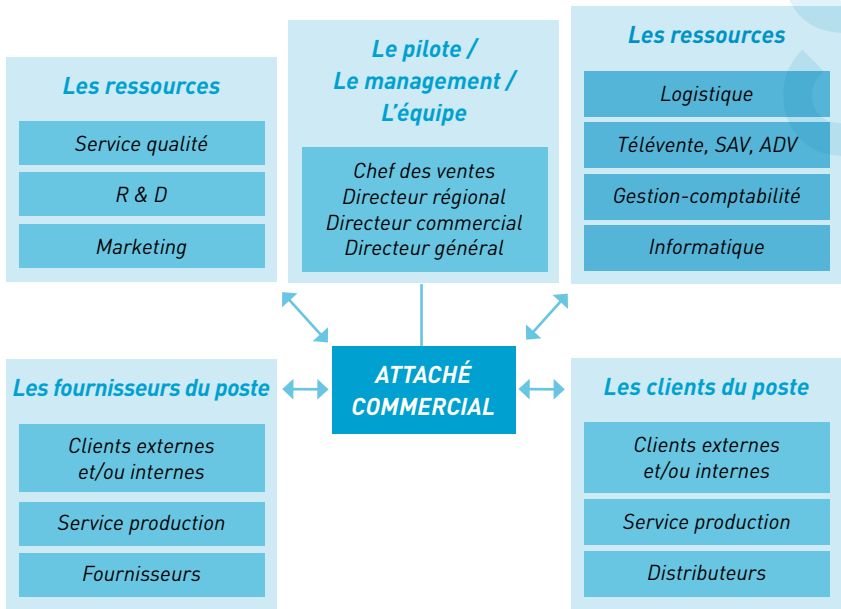 Les ressources
Service qualité
R & D
Marketing
Le pilote /
Le management /
L'équipe
Chef des ventes
Directeur régional
Directeur commercial
Directeur général
Les ressources
Logistique
Télévente, SAV, ADV
Gestion-comptabilité
Informatique
ATTACHÉ
COMMERCIAL
Les fournisseurs du poste
Clients externes
et/ou internes
Service production
Fournisseurs
Les clients du poste
Clients externes
et/ou internes
Service production
Distributeurs